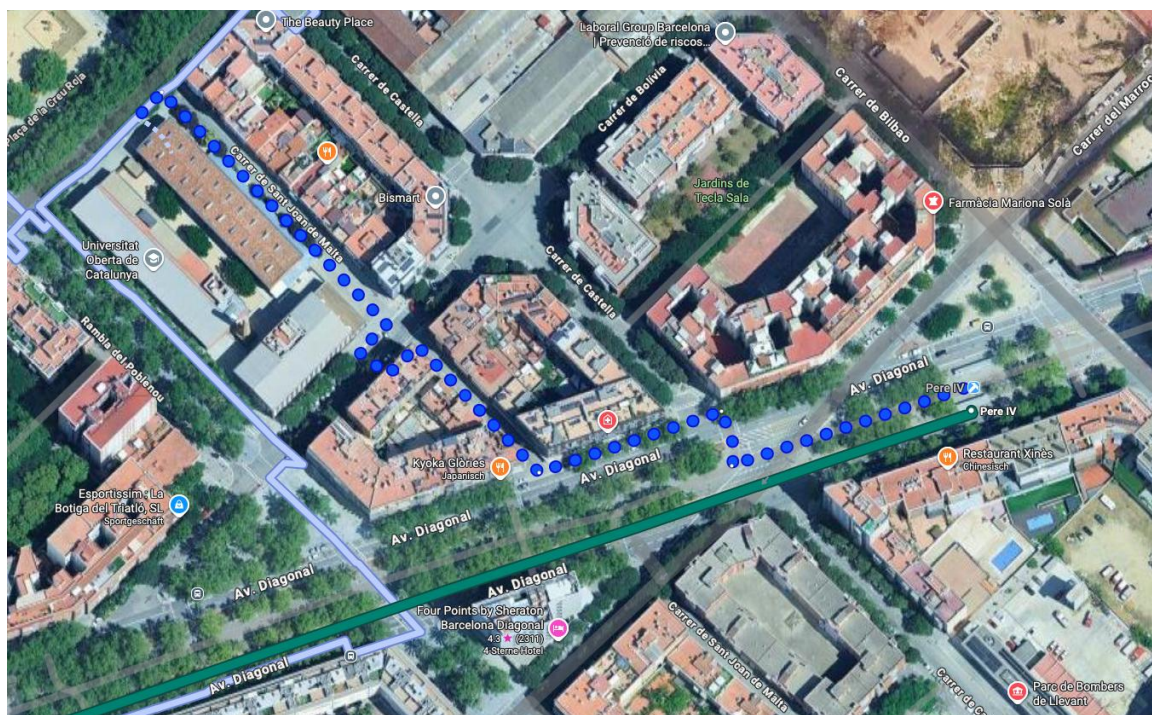 The Beauty Place
Laboral Group Barcelona
| Prevenció de riscos...
Plaça de la Creu Roja
Carrer de Castella
Carrer de Bolívia
Carrer de Bilbao
Carrer del Marroc
Carrer de Sant Joan de Malta
Bismart
Jardins de
Tecla Sala
Farmàcia Mariona Solà
Universitat
Oberta de
Catalunya
Carrer de Castella
Rambla del Poblenou
Av. Diagonal
Pere IV
Pere IV
Kyoka Glòries
Japanisch
Av. Diagonal
Restaurant Xinès
Chinesisch
Esportissim - La
Botiga del Triatló, SL
Sportgeschäft
Av. Diagonal
Av. Diagonal
Av. Diagonal
Four Points by Sheraton
Barcelona Diagonal
4,3 ★ (2311)
4-Sterne-Hotel
Carrer de Sant Joan de Malta
Av. Diagonal
Parc de Bombers
de Llevant
Carrer de C